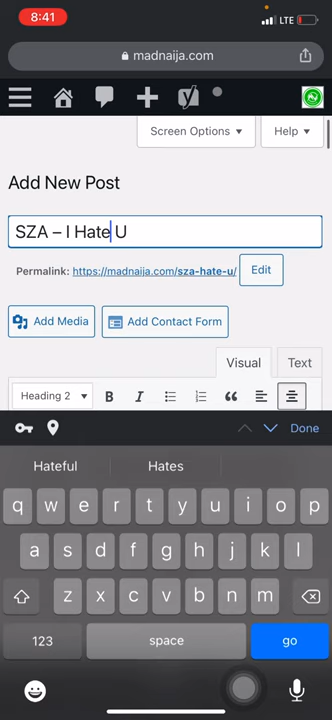 8:41
LTE
madnaija.com
Screen Options ▼
Help ▼
Add New Post
SZA – I Hate U
Permalink: https://madnaija.com/sza-hate-u/ Edit
Add Media
Add Contact Form
Visual
Text
Heading 2 ▼ B I
Done
Hateful
Hates
q w e r t y u i o p
a s d f g h j k l
z x c v b n m
123
space
go